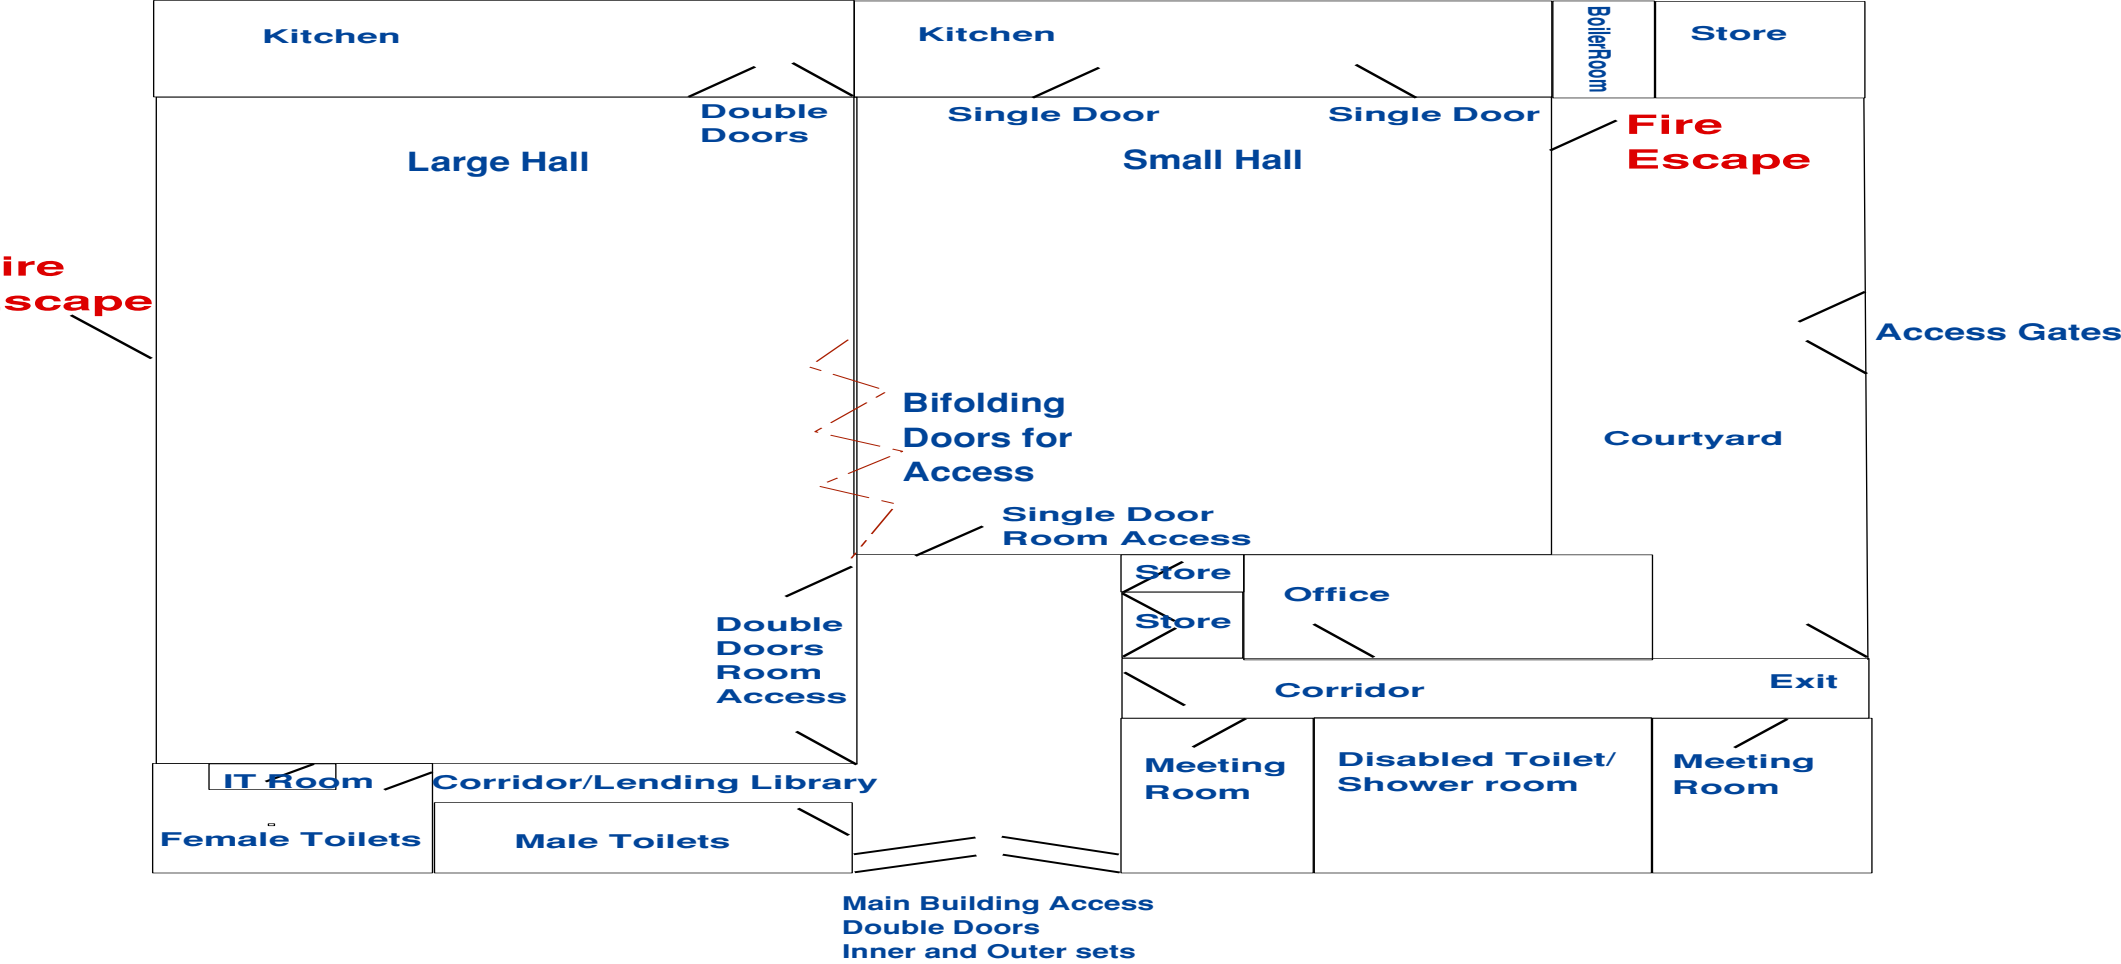 Kitchen
Kitchen
BoilerRoom
Store
Double
Doors
Single Door
Single Door
Fire
Escape
Large Hall
Small Hall
ire
scape
Access Gates
Bifolding
Doors for
Access
Courtyard
Single Door
Room Access
Store
Office
Store
Double
Doors
Room
Access
Corridor
Exit
IT Room
Corridor/Lending Library
Meeting
Room
Disabled Toilet/
Shower room
Meeting
Room
Female Toilets
Male Toilets
Main Building Access
Double Doors
Inner and Outer sets